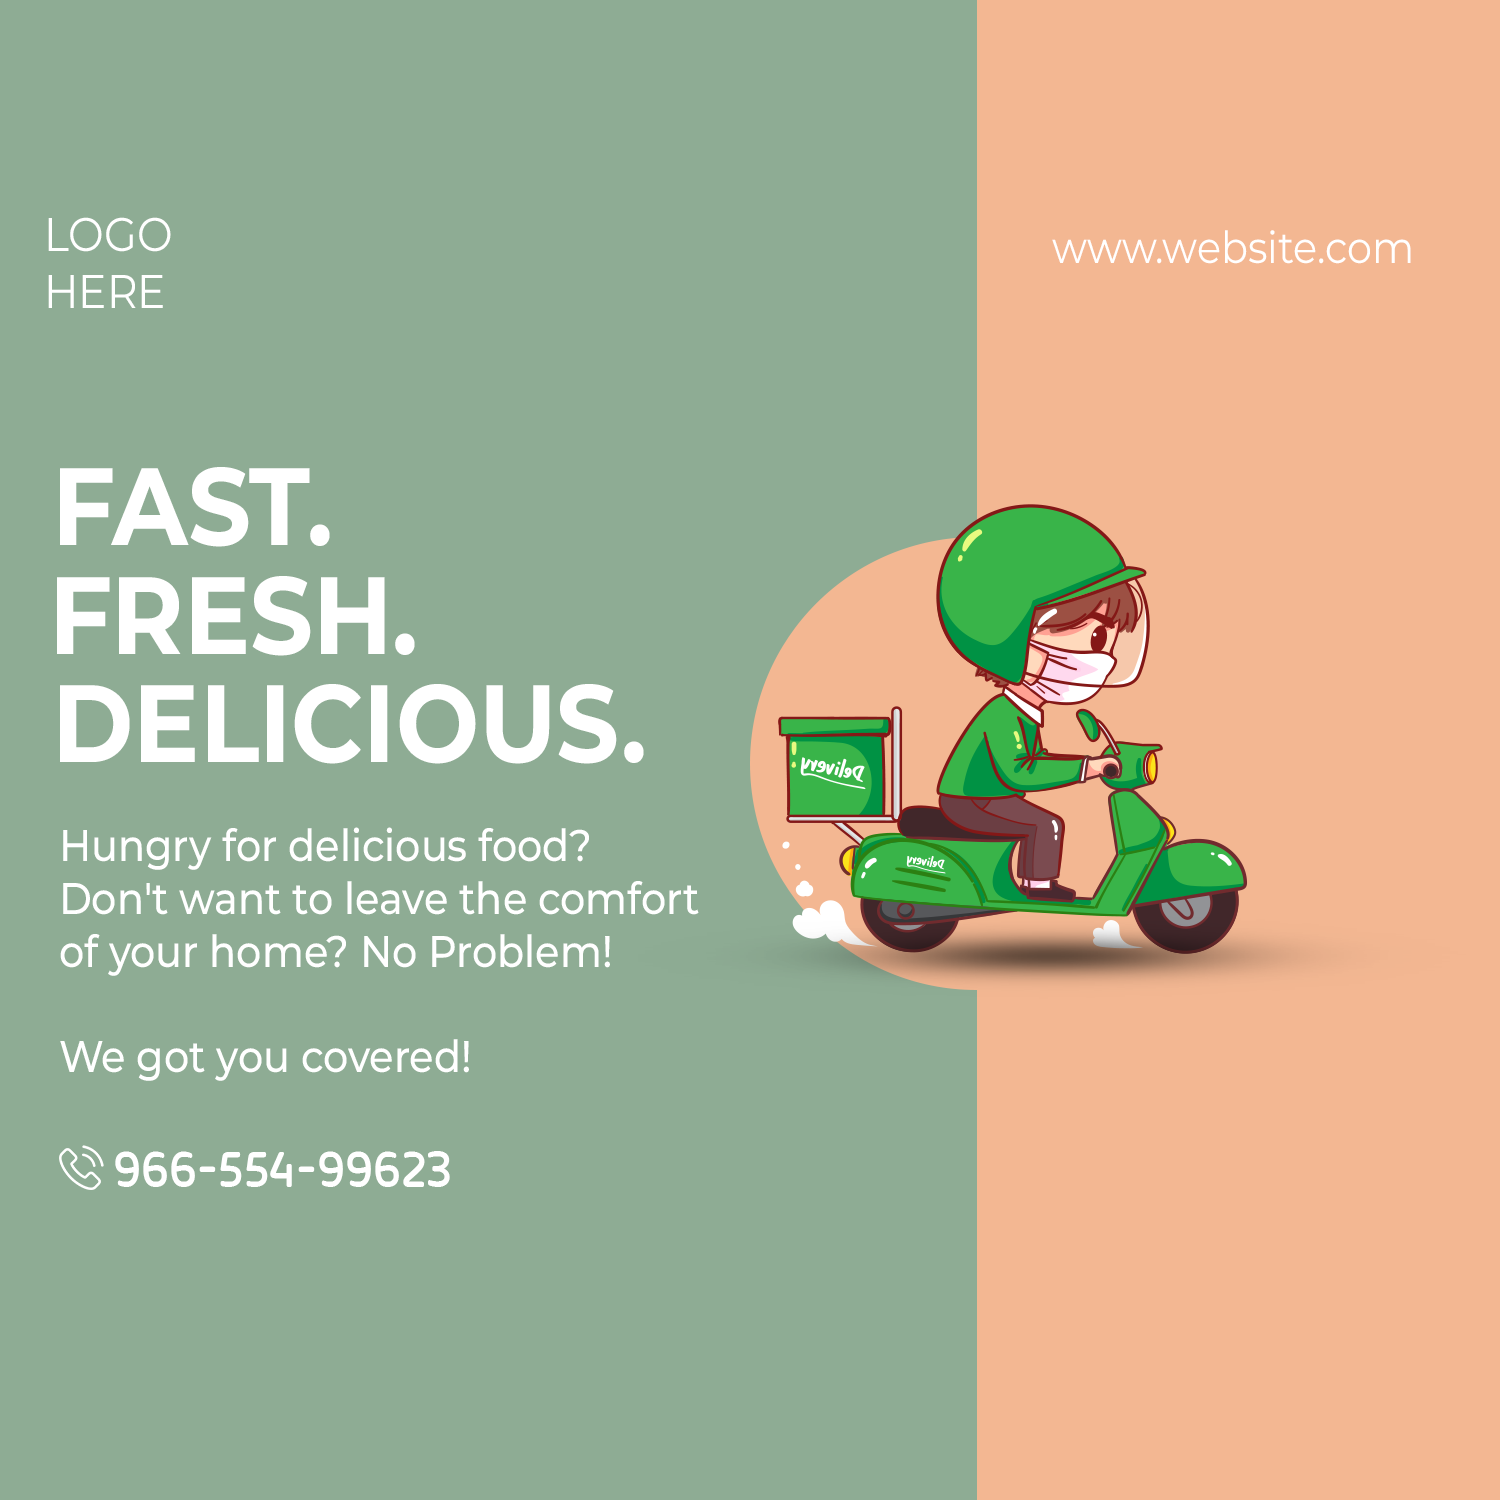 LOGO
HERE
www.website.com
FAST.
FRESH.
DELICIOUS.
Hungry for delicious food?
Don't want to leave the comfort
of your home? No Problem!
We got you covered!
966-554-99623
Delivery
Delivery